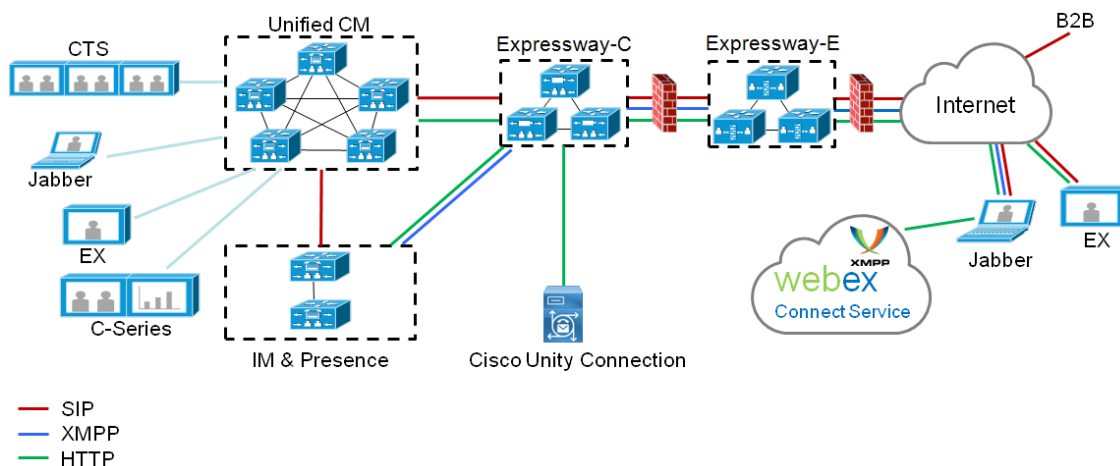 Unified CM
CTS
Expressway-C
Expressway-E
B2B
Internet
Jabber
EX
C-Series
IM & Presence
Cisco Unity Connection
XMPP
webex
Connect Service
Jabber
EX
SIP
XMPP
HTTP